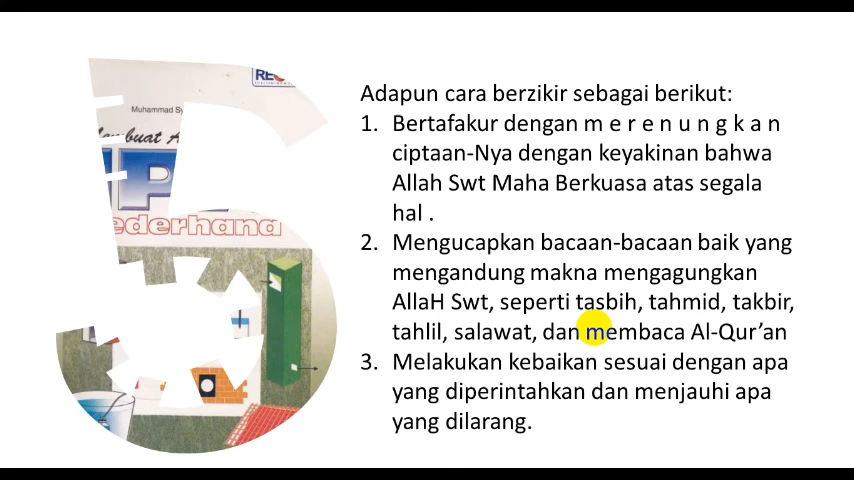 Muhammad
buat A
ederhana
Adapun cara berzikir sebagai berikut:
1. Bertafakur dengan m e r e n u n g k a n
ciptaan-Nya dengan keyakinan bahwa
Allah Swt Maha Berkuasa atas segala
hal .
2. Mengucapkan bacaan-bacaan baik yang
mengandung makna mengagungkan
AllaH Swt, seperti tasbih, tahmid, takbir,
tahlil, salawat, dan membaca Al-Qur’an
3. Melakukan kebaikan sesuai dengan apa
yang diperintahkan dan menjauhi apa
yang dilarang.